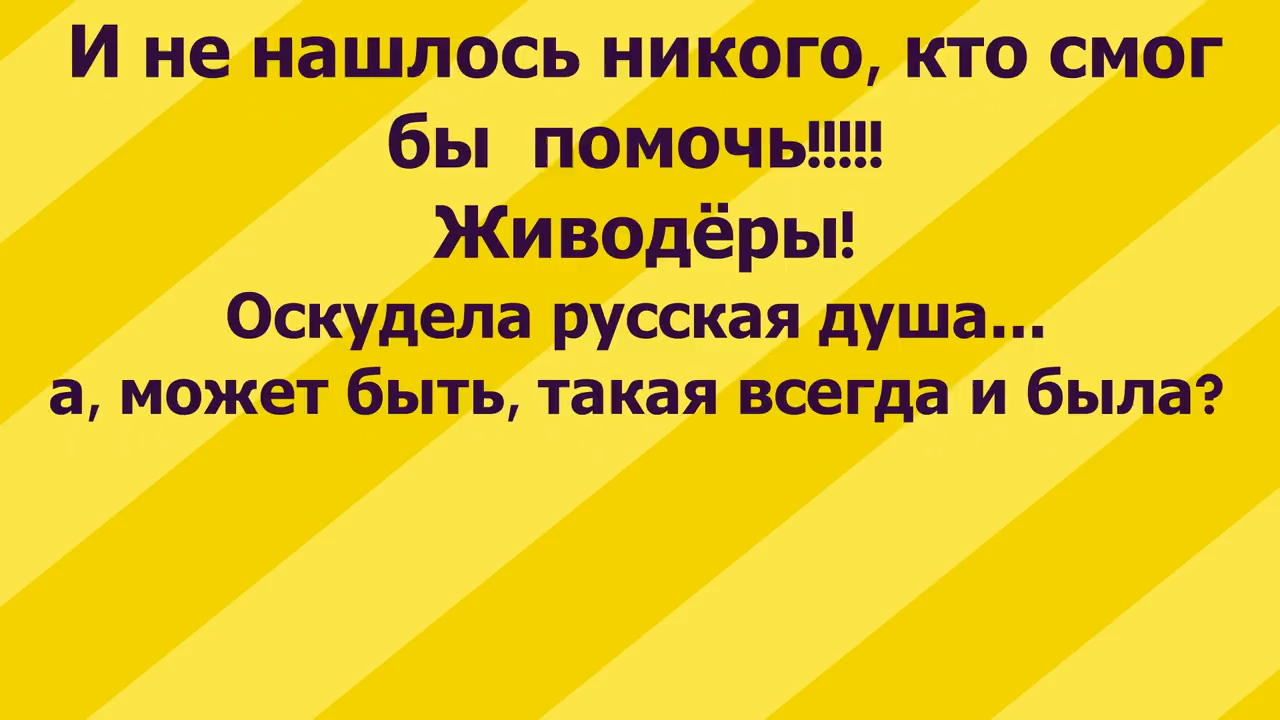 И не нашлось никого, кто смог
бы  помочь!!!!!
Живодёры!
Оскудела русская душа...
а, может быть, такая всегда и была?